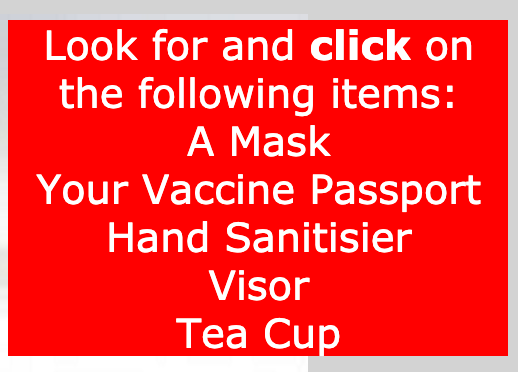 Look for and click on
the following items:
A Mask
Your Vaccine Passport
Hand Sanitisier
Visor
Tea Cup